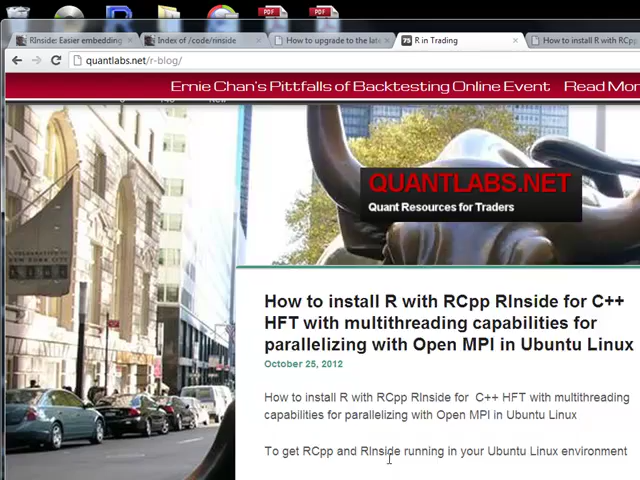 RInside: Easier embedding
Index of /code/rinside
How to upgrade to the late
R in Trading
How to install R with RCp
quantlabs.net/r-blog/
Ernie Chan's Pitfalls of Backtesting Online Event Read Mor
QUANTLABS.NET
Quant Resources for Traders
How to install R with RCpp RInside for C++
HFT with multithreading capabilities for
parallelizing with Open MPI in Ubuntu Linux
October 25, 2012
How to install R with RCpp RInside for C++ HFT with multithreading
capabilities for parallelizing with Open MPI in Ubuntu Linux
To get RCpp and RInside running in your Ubuntu Linux environment